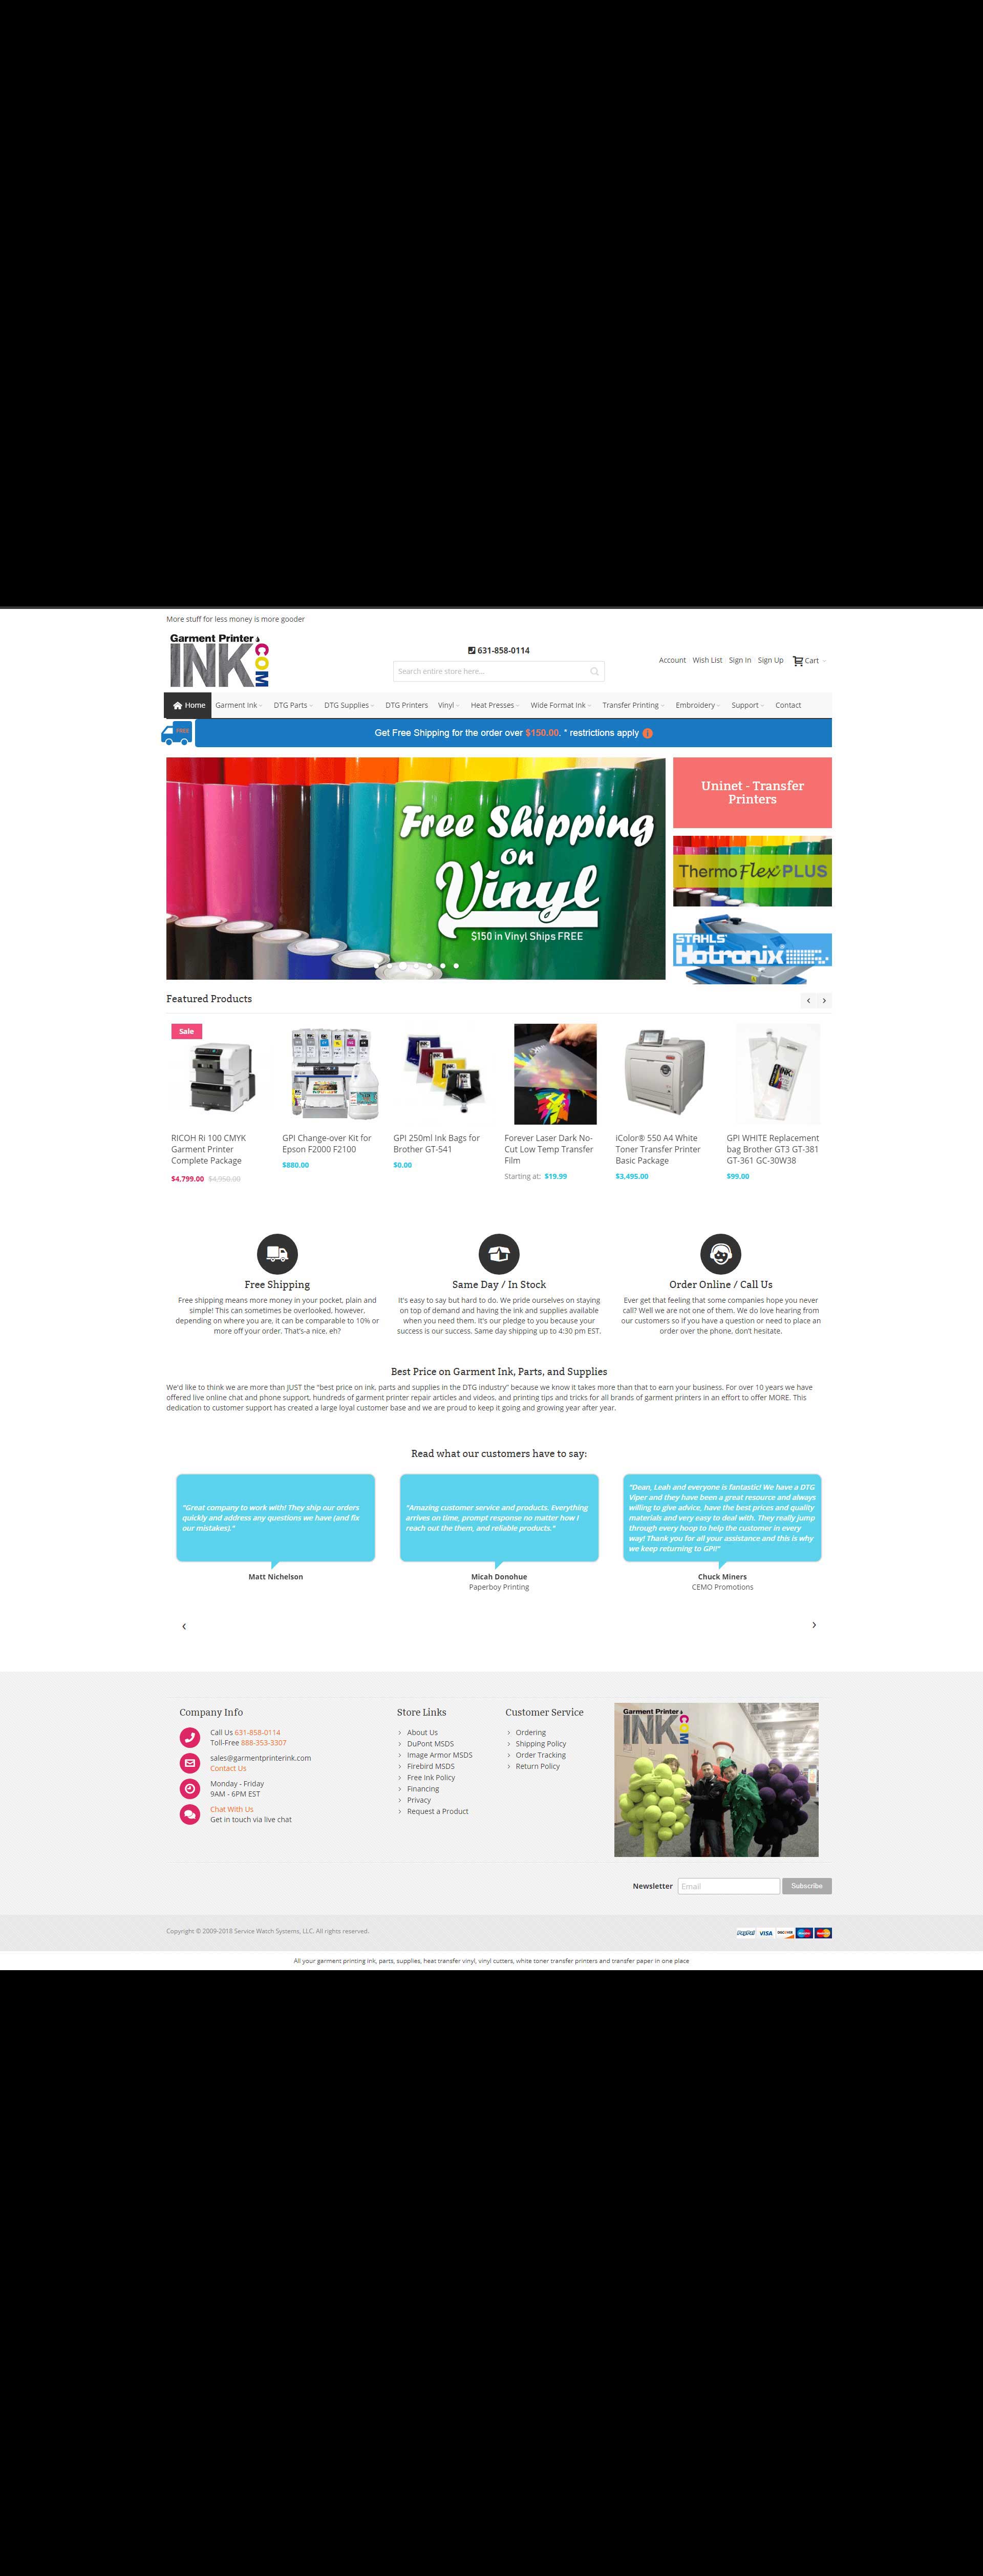 More stuff for less money is more gooder
Garment Printer
INK.COM
631-858-0114
Search entire store here...
Account Wish List Sign In Sign Up Cart
Home Garment Ink DTG Parts DTG Supplies DTG Printers Vinyl Heat Presses Wide Format Ink Transfer Printing Embroidery Support Contact
FREE
Get Free Shipping for the order over $150.00. * restrictions apply
Free Shipping
on
Vinyl
$150 in Vinyl Ships FREE
Uninet - Transfer
Printers
ThermoFlex PLUS
STAHLS'
Hotronix
Featured Products
Sale
RICOH Ri 100 CMYK
Garment Printer
Complete Package
$4,799.00 $4,950.00
GPI Change-over Kit for
Epson F2000 F2100
$880.00
GPI 250ml Ink Bags for
Brother GT-541
$0.00
Forever Laser Dark No-
Cut Low Temp Transfer
Film
Starting at: $19.99
iColor® 550 A4 White
Toner Transfer Printer
Basic Package
$3,495.00
GPI WHITE Replacement
bag Brother GT3 GT-381
GT-361 GC-30W38
$99.00
Free Shipping
Free shipping means more money in your pocket, plain and
simple! This can sometimes be overlooked, however,
depending on where you are, it can be comparable to 10% or
more off your order. That's-a nice, eh?
Same Day / In Stock
It's easy to say but hard to do. We pride ourselves on staying
on top of demand and having the ink and supplies available
when you need them. It's our pledge to you because your
success is our success. Same day shipping up to 4:30 pm EST.
Order Online / Call Us
Ever get that feeling that some companies hope you never
call? Well we are not one of them. We do love hearing from
our customers so if you have a question or need to place an
order over the phone, don't hesitate.
Best Price on Garment Ink, Parts, and Supplies
We'd like to think we are more than JUST the "best price on ink, parts and supplies in the DTG industry" because we know it takes more than that to earn your business. For over 10 years we have
offered live online chat and phone support, hundreds of garment printer repair articles and videos, and printing tips and tricks for all brands of garment printers in an effort to offer MORE. This
dedication to customer support has created a large loyal customer base and we are proud to keep it going and growing year after year.
Read what our customers have to say:
"Great company to work with! They ship our orders
quickly and address any questions we have (and fix
our mistakes)."
Matt Nichelson
"Amazing customer service and products. Everything
arrives on time, prompt response no matter how I
reach out the them, and reliable products."
Micah Donohue
Paperboy Printing
"Dean, Leah and everyone is fantastic! We have a DTG
Viper and they have been a great resource and always
willing to give advice, have the best prices and quality
materials and very easy to deal with. They really jump
through every hoop to help the customer in every
way! Thank you for all your assistance and this is why
we keep returning to GPI!"
Chuck Miners
CEMO Promotions
Company Info
Call Us 631-858-0114
Toll-Free 888-353-3307
sales@garmentprinterink.com
Contact Us
Monday - Friday
9AM - 6PM EST
Chat With Us
Get in touch via live chat
Store Links
About Us
DuPont MSDS
Image Armor MSDS
Firebird MSDS
Free Ink Policy
Financing
Privacy
Request a Product
Customer Service
Ordering
Shipping Policy
Order Tracking
Return Policy
Garment Printer
INK.COM
Newsletter Email Subscribe
Copyright © 2009-2018 Service Watch Systems, LLC. All rights reserved.
PayPal VISA DISCOVER
All your garment printing ink, parts, supplies, heat transfer vinyl, vinyl cutters, white toner transfer printers and transfer paper in one place